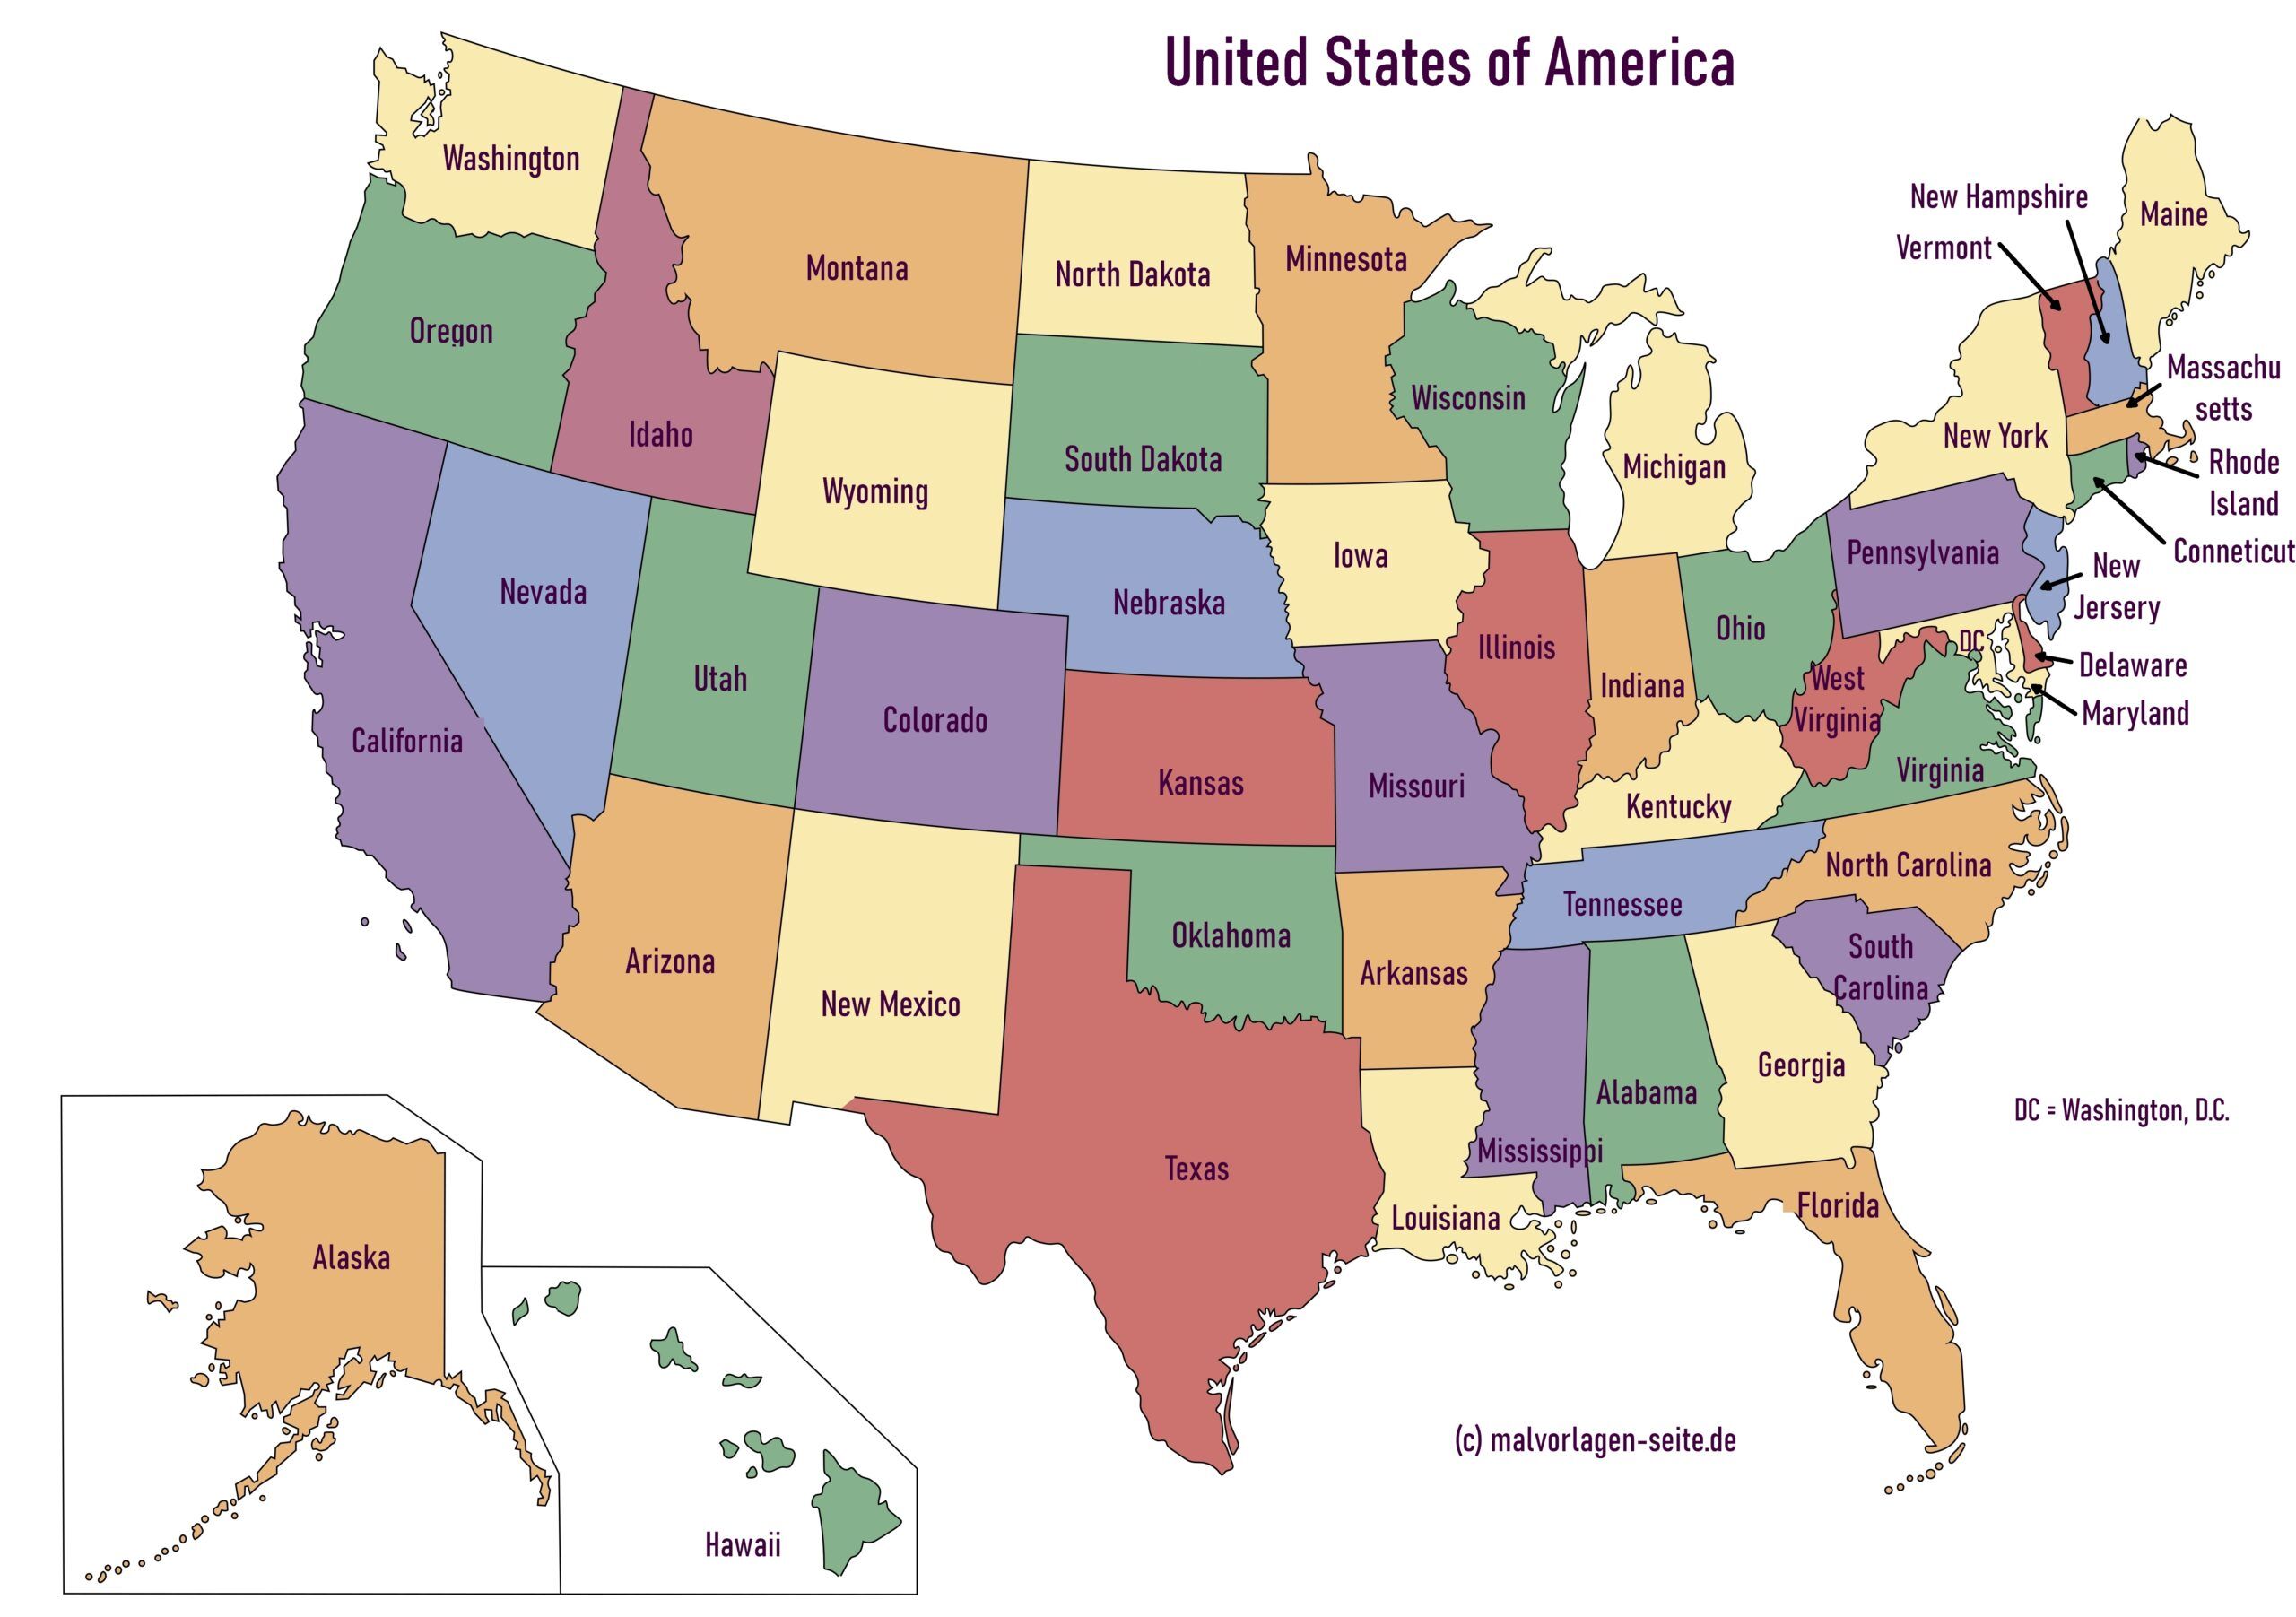 United States of America
Washington
Montana
North Dakota
Minnesota
New Hampshire
Vermont
Maine
Oregon
Idaho
Wyoming
South Dakota
Wisconsin
Michigan
New York
Massachu
setts
Rhode
Island
Conneticut
Nevada
Utah
Colorado
Nebraska
Iowa
Illinois
Indiana
Ohio
Pennsylvania
New
Jersery
DC
Delaware
Maryland
West
Virginia
Virginia
California
Kansas
Missouri
Kentucky
Arizona
New Mexico
Oklahoma
Arkansas
Tennessee
North Carolina
South
Carolina
Texas
Louisiana
Mississippi
Alabama
Georgia
Florida
DC = Washington, D.C.
Alaska
Hawaii
(c) malvorlagen-seite.de